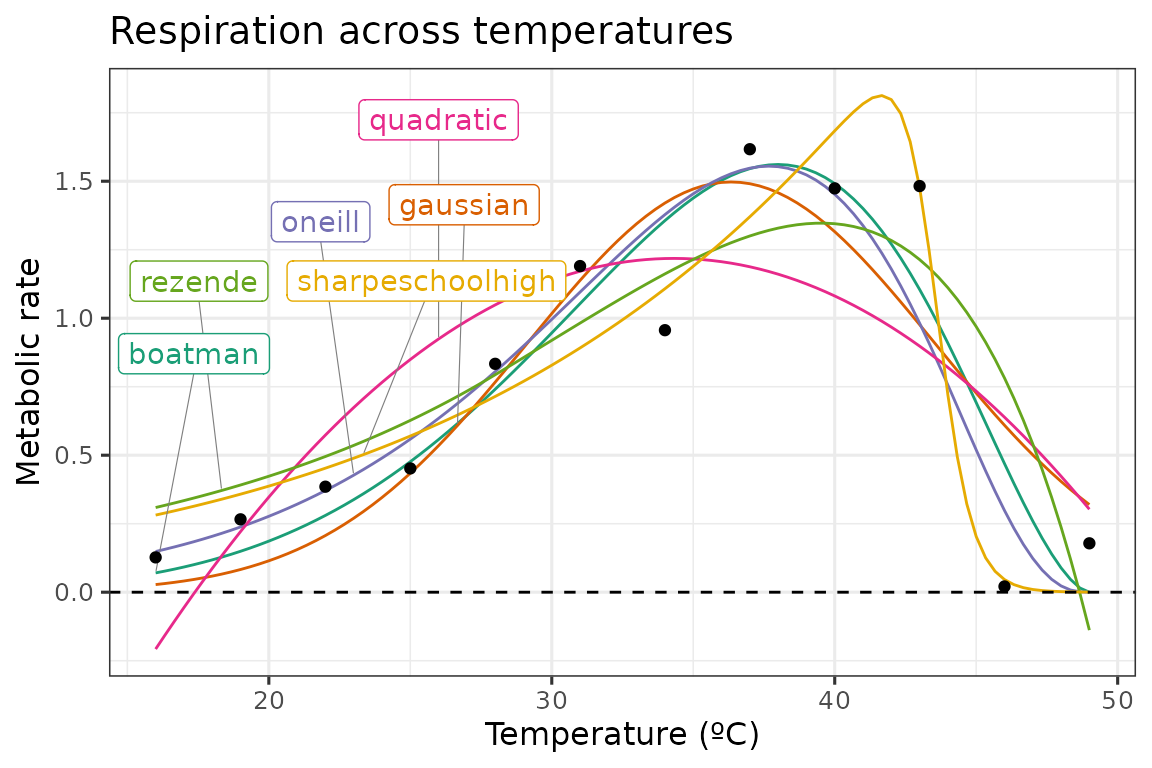 Respiration across temperatures
quadratic
gaussian
oneill
rezende
sharpeschoolhigh
boatman
Metabolic rate
1.5
1.0
0.5
0.0
20
30
40
50
Temperature (ºC)